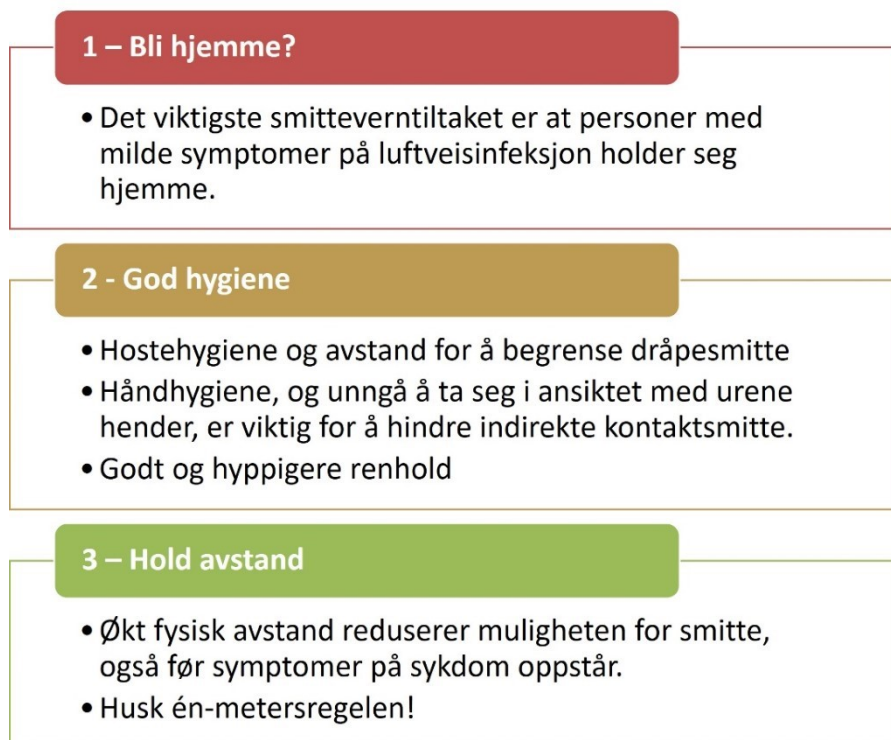 1 – Bli hjemme?
• Det viktigste smitteverntiltaket er at personer med
milde symptomer på luftveisinfeksjon holder seg
hjemme.
2 - God hygiene
• Hostehygiene og avstand for å begrense dråpesmitte
• Håndhygiene, og unngå å ta seg i ansiktet med urene
hender, er viktig for å hindre indirekte kontaktsmitte.
• Godt og hyppigere renhold
3 – Hold avstand
• Økt fysisk avstand reduserer muligheten for smitte,
også før symptomer på sykdom oppstår.
• Husk én-metersregelen!